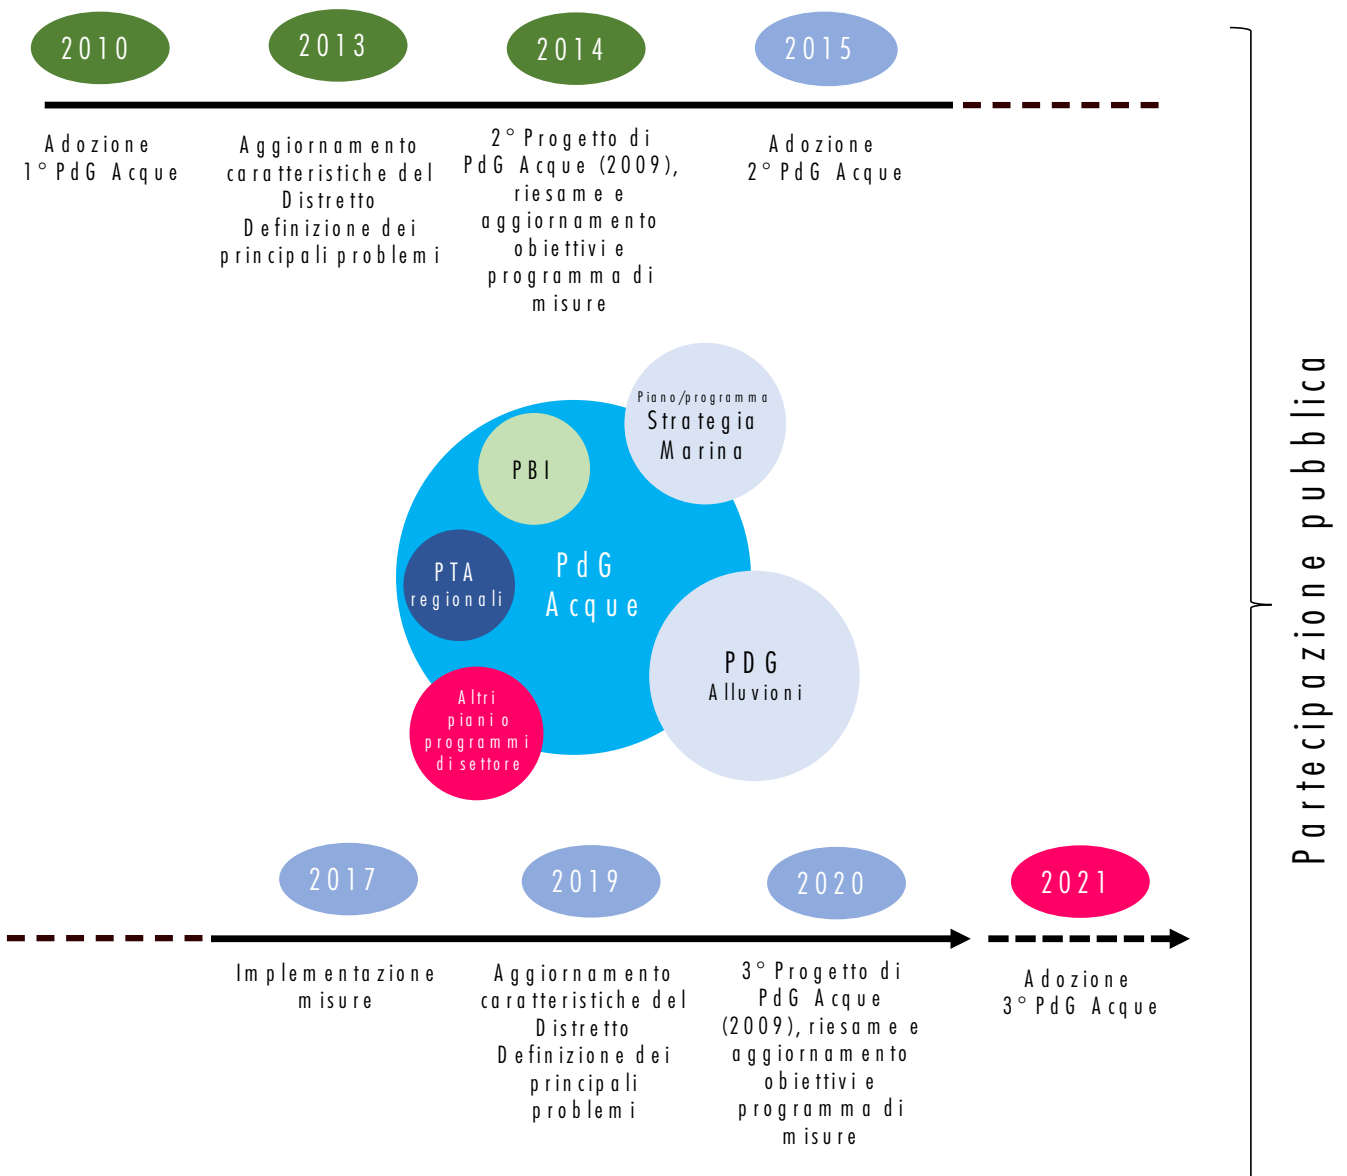 2010
2013
2014
2015
Adozione
1° PdG Acque
Aggiornamento
caratteristiche del
Distretto
Definizione dei
principali problemi
2° Progetto di
PdG Acque (2009),
riesame e
aggiornamento
obiettivi e
programma di
misure
Adozione
2° PdG Acque
Piano/programma
Strategia
Marina
PBI
PdG
Acque
PTA
regionali
PDG
Alluvioni
Altri
piani o
programmi
di settore
Partecipazione pubblica
2017
2019
2020
2021
Implementazione
misure
Aggiornamento
caratteristiche del
Distretto
Definizione dei
principali
problemi
3° Progetto di
PdG Acque
(2009), riesame e
aggiornamento
obiettivi e
programma di
misure
Adozione
3° PdG Acque